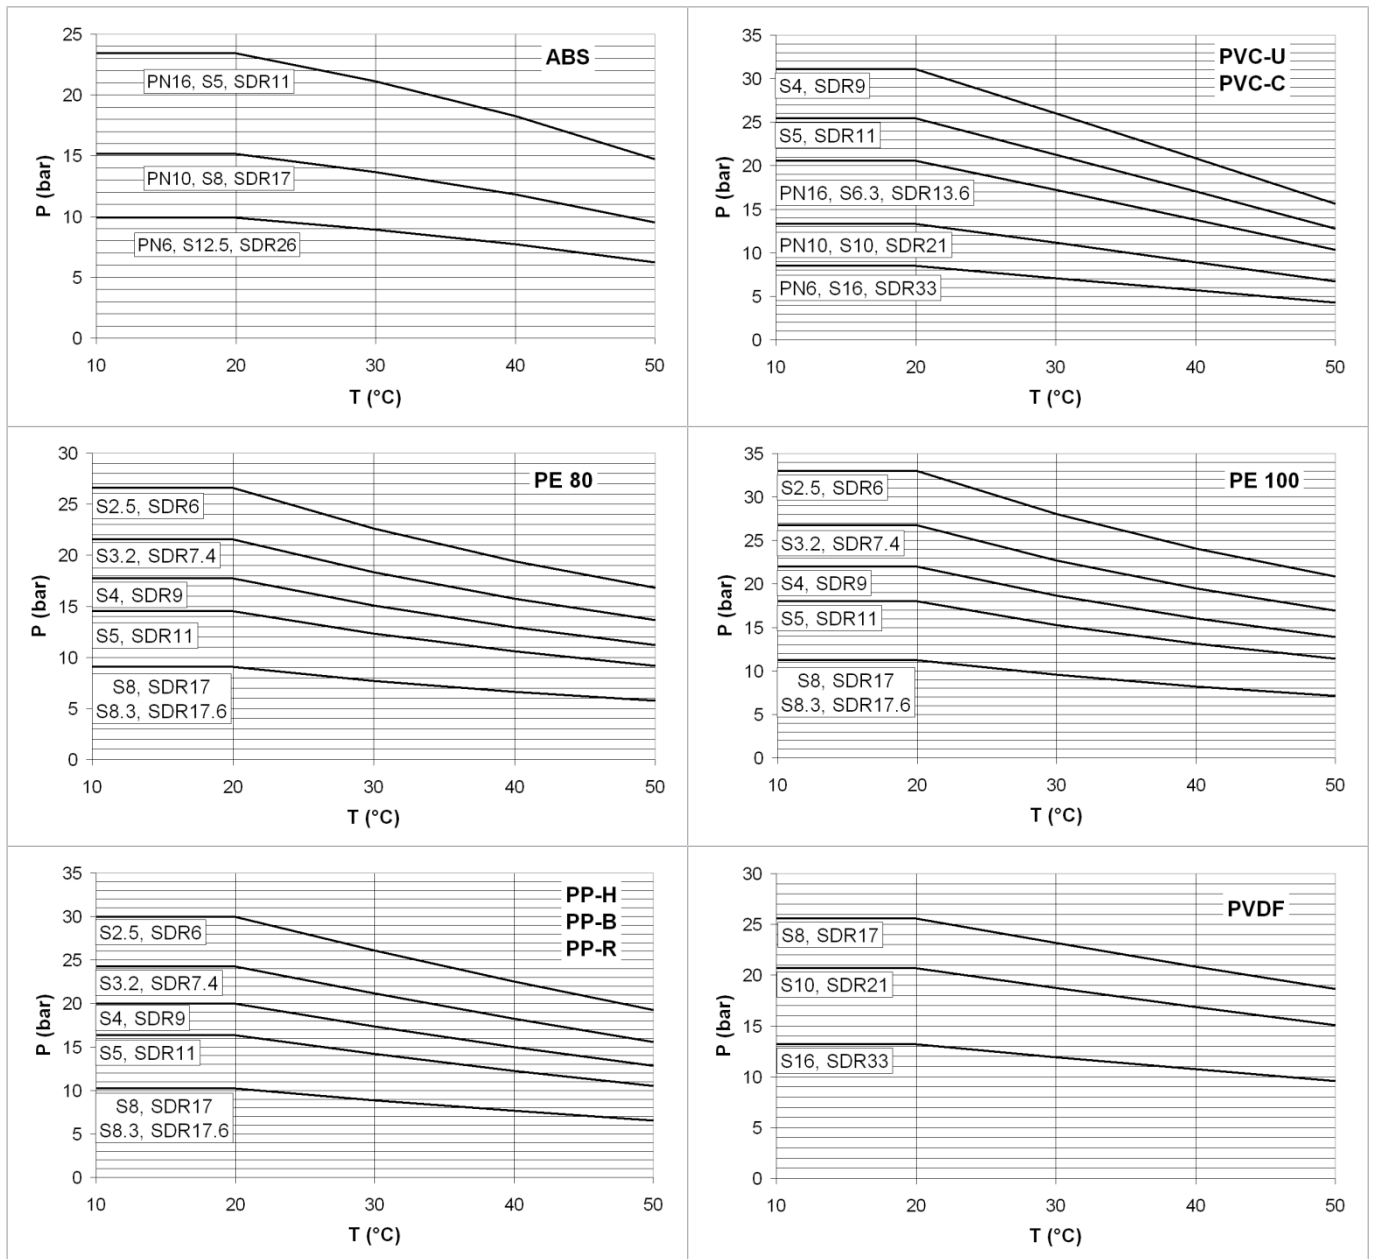 ABS
P (bar)
25
20
15
10
5
0
PN16, S5, SDR11
PN10, S8, SDR17
PN6, S12.5, SDR26
10 20 30 40 50
T (°C)
PVC-U
PVC-C
P (bar)
35
30
25
20
15
10
5
0
S4, SDR9
S5, SDR11
PN16, S6.3, SDR13.6
PN10, S10, SDR21
PN6, S16, SDR33
10 20 30 40 50
T (°C)
PE 80
P (bar)
30
25
20
15
10
5
0
S2.5, SDR6
S3.2, SDR7.4
S4, SDR9
S5, SDR11
S8, SDR17
S8.3, SDR17.6
10 20 30 40 50
T (°C)
PE 100
P (bar)
35
30
25
20
15
10
5
0
S2.5, SDR6
S3.2, SDR7.4
S4, SDR9
S5, SDR11
S8, SDR17
S8.3, SDR17.6
10 20 30 40 50
T (°C)
PP-H
PP-B
PP-R
P (bar)
35
30
25
20
15
10
5
0
S2.5, SDR6
S3.2, SDR7.4
S4, SDR9
S5, SDR11
S8, SDR17
S8.3, SDR17.6
10 20 30 40 50
T (°C)
PVDF
P (bar)
30
25
20
15
10
5
0
S8, SDR17
S10, SDR21
S16, SDR33
10 20 30 40 50
T (°C)